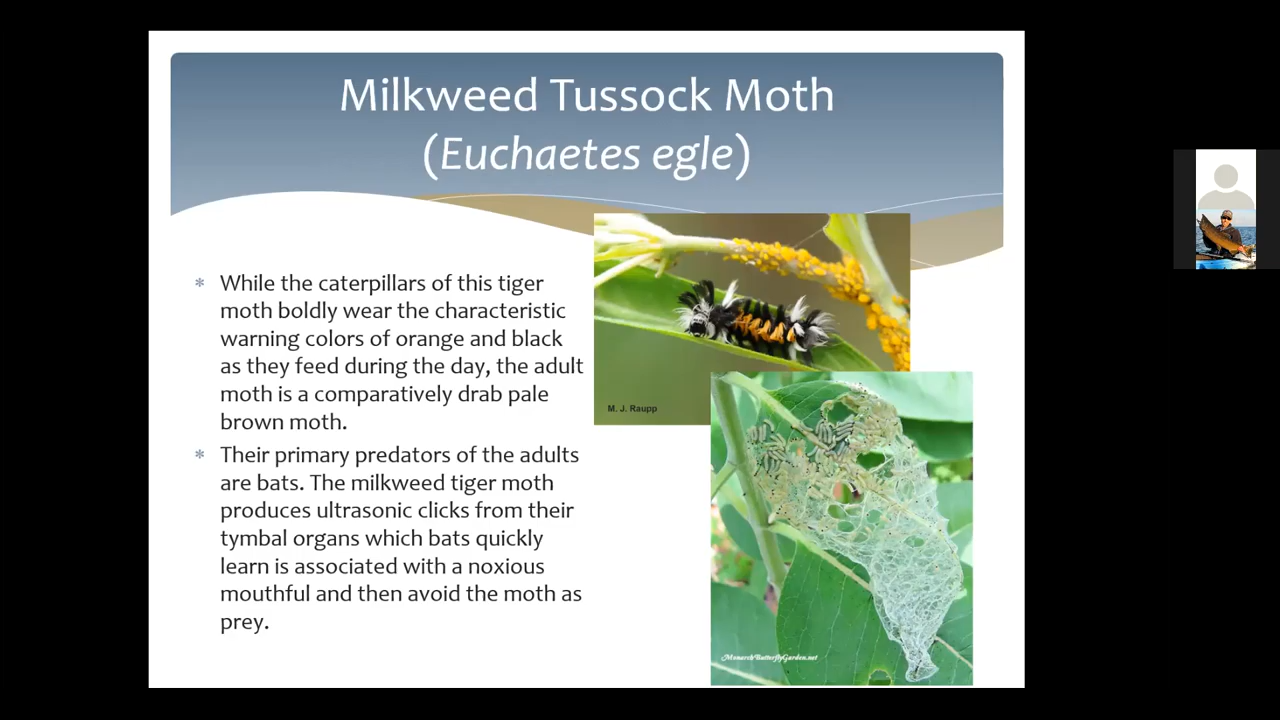 Milkweed Tussock Moth
(Euchaetes egle)
* While the caterpillars of this tiger
moth boldly wear the characteristic
warning colors of orange and black
as they feed during the day, the adult
moth is a comparatively drab pale
brown moth.
* Their primary predators of the adults
are bats. The milkweed tiger moth
produces ultrasonic clicks from their
tymbal organs which bats quickly
learn is associated with a noxious
mouthful and then avoid the moth as
prey.
M. J. Raupp
MonarchButterflyGarden.net